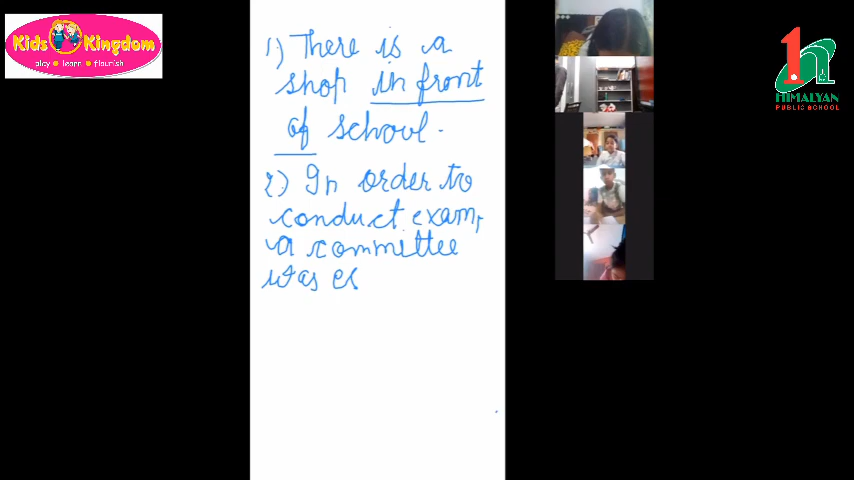 Kids Kingdom
play learn flourish
1.) There is a
shop in front
of school.
2.) In order to
conduct exam,
a committee
was es
1h
HIMALYAN
PUBLIC SCHOOL